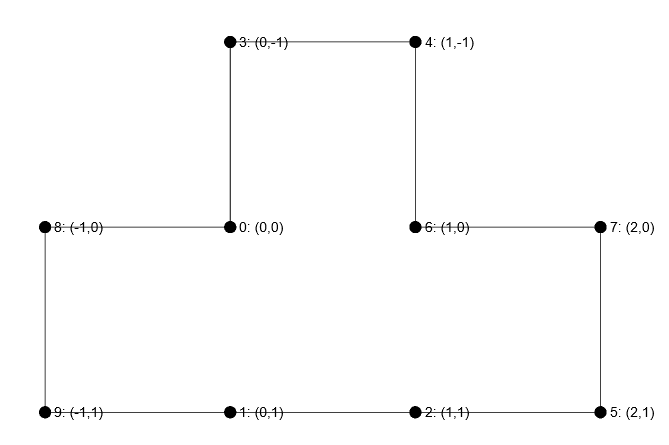 3: (0,-1) 4: (1,-1)
8: (-1,0) 0: (0,0) 6: (1,0) 7: (2,0)
9: (-1,1) 1: (0,1) 2: (1,1) 5: (2,1)